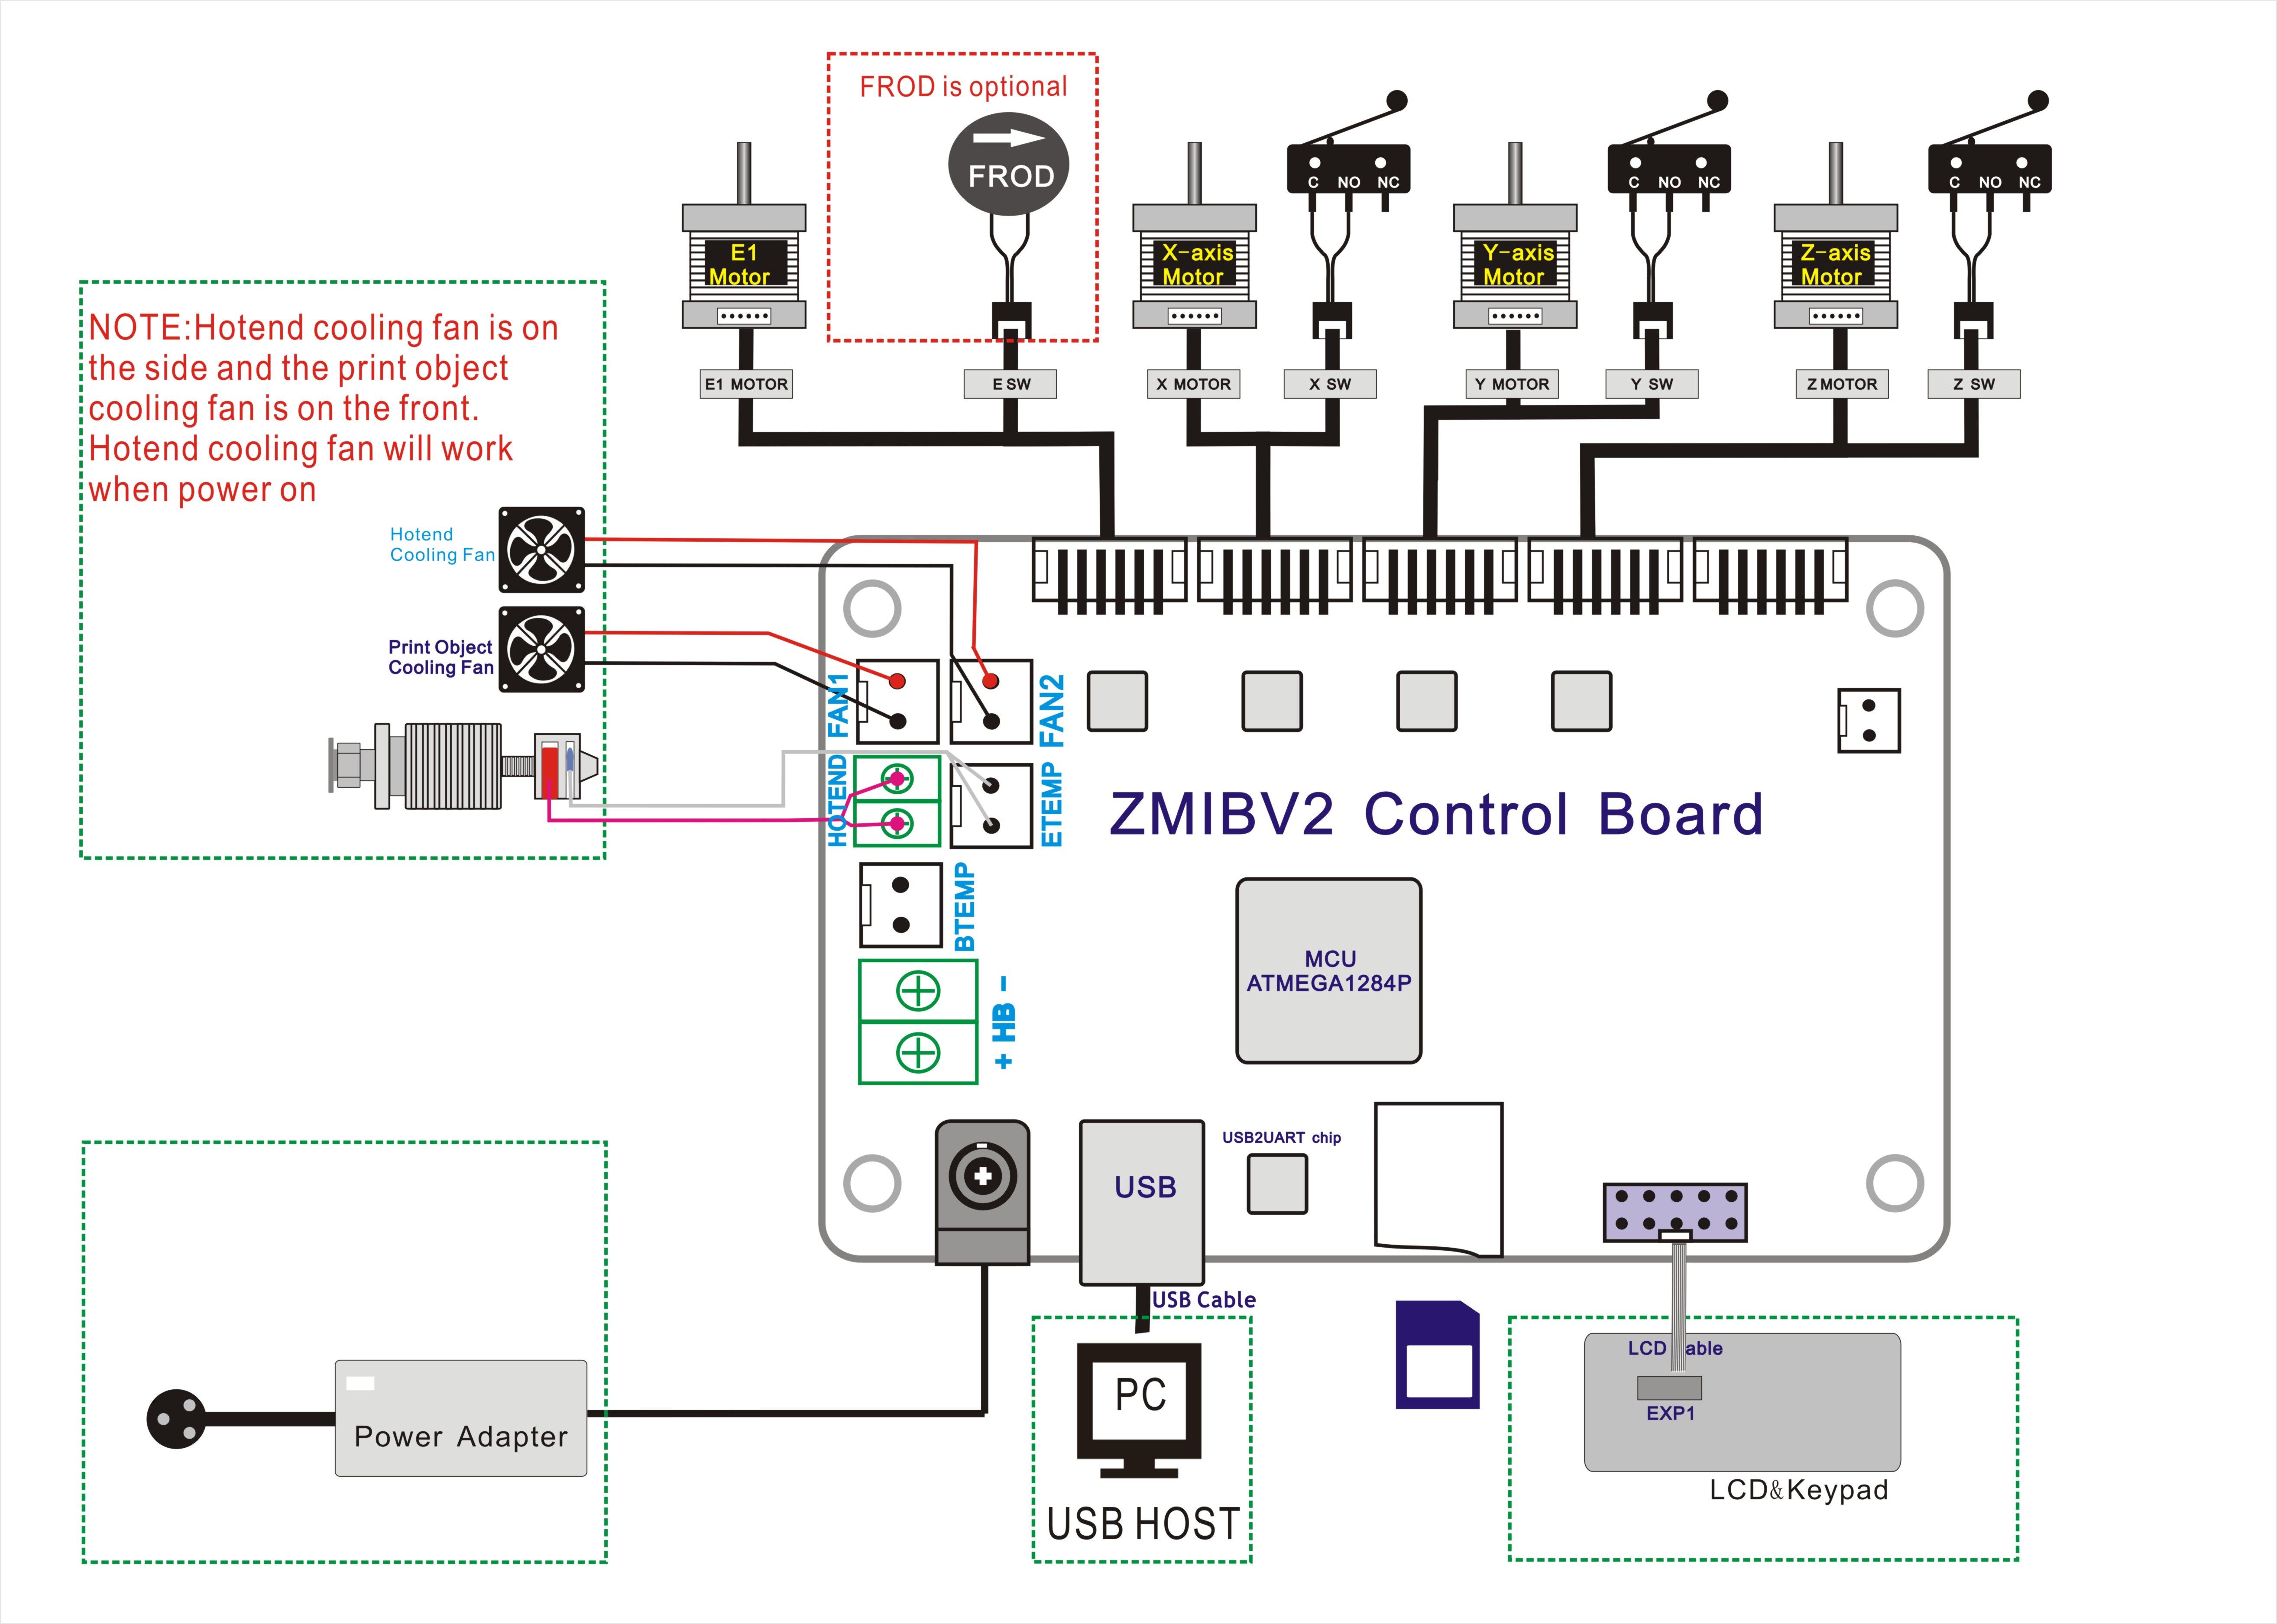 FROD is optional
FROD
C NO NC
C NO NC
C NO NC
E1
Motor
X-axis
Motor
Y-axis
Motor
Z-axis
Motor
E1 MOTOR
E SW
X MOTOR
X SW
Y MOTOR
Y SW
Z MOTOR
Z SW
NOTE:Hotend cooling fan is on
the side and the print object
cooling fan is on the front.
Hotend cooling fan will work
when power on
Hotend
Cooling Fan
Print Object
Cooling Fan
FAN1
FAN2
HOTEND
ETEMP
ZMIBV2 Control Board
BTEMP
+ HB -
MCU
ATMEGA1284P
USB2UART chip
USB
USB Cable
PC
USB HOST
Power Adapter
LCD able
EXP1
LCD&Keypad